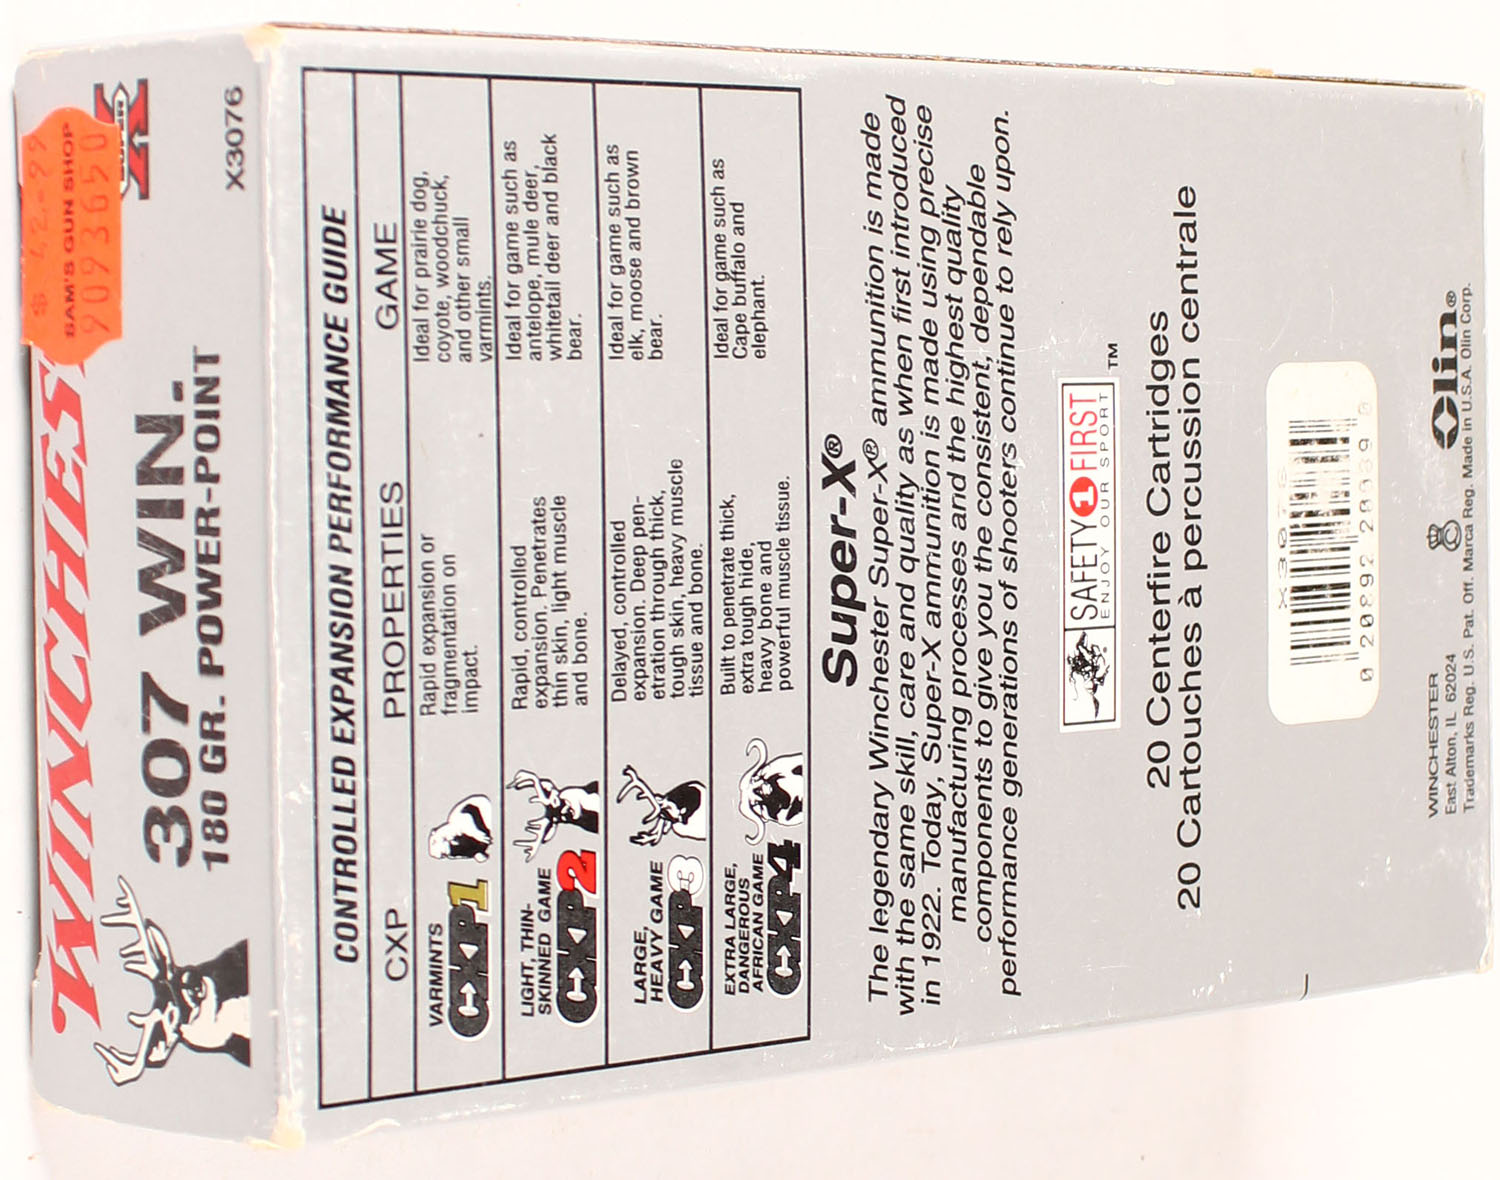 WINCHES
SUPER X
$ 42.99
SAM'S GUN SHOP
9093650
307 WIN.
180 GR. POWER-POINT
X3076
CONTROLLED EXPANSION PERFORMANCE GUIDE
CXP PROPERTIES GAME
VARMINTS
CXP1
Rapid expansion or
fragmentation on
impact.
Ideal for prairie dog,
coyote, woodchuck,
and other small
varmints.
LIGHT, THIN-
SKINNED GAME
CXP2
Rapid, controlled
expansion. Penetrates
thin skin, light muscle
and bone.
Ideal for game such as
antelope, mule deer,
whitetail deer and black
bear.
LARGE,
HEAVY GAME
CXP3
Delayed, controlled
expansion. Deep pen-
etration through thick,
tough skin, heavy muscle
tissue and bone.
Ideal for game such as
elk, moose and brown
bear.
EXTRA LARGE,
DANGEROUS
AFRICAN GAME
CXP4
Built to penetrate thick,
extra tough hide,
heavy bone and
powerful muscle tissue.
Ideal for game such as
Cape buffalo and
elephant.
Super-X®
The legendary Winchester Super-X® ammunition is made
with the same skill, care and quality as when first introduced
in 1922. Today, Super-X ammunition is made using precise
manufacturing processes and the highest quality
components to give you the consistent, dependable
performance generations of shooters continue to rely upon.
SAFETY 1 FIRST
ENJOY OUR SPORT ™
20 Centerfire Cartridges
20 Cartouches à percussion centrale
X3076
0 20892
WINCHESTER
East Alton, IL 62024
Trademarks Reg. U.S. Pat. Off. Marca Reg. Made in U.S.A. Olin Corp.
Olin®